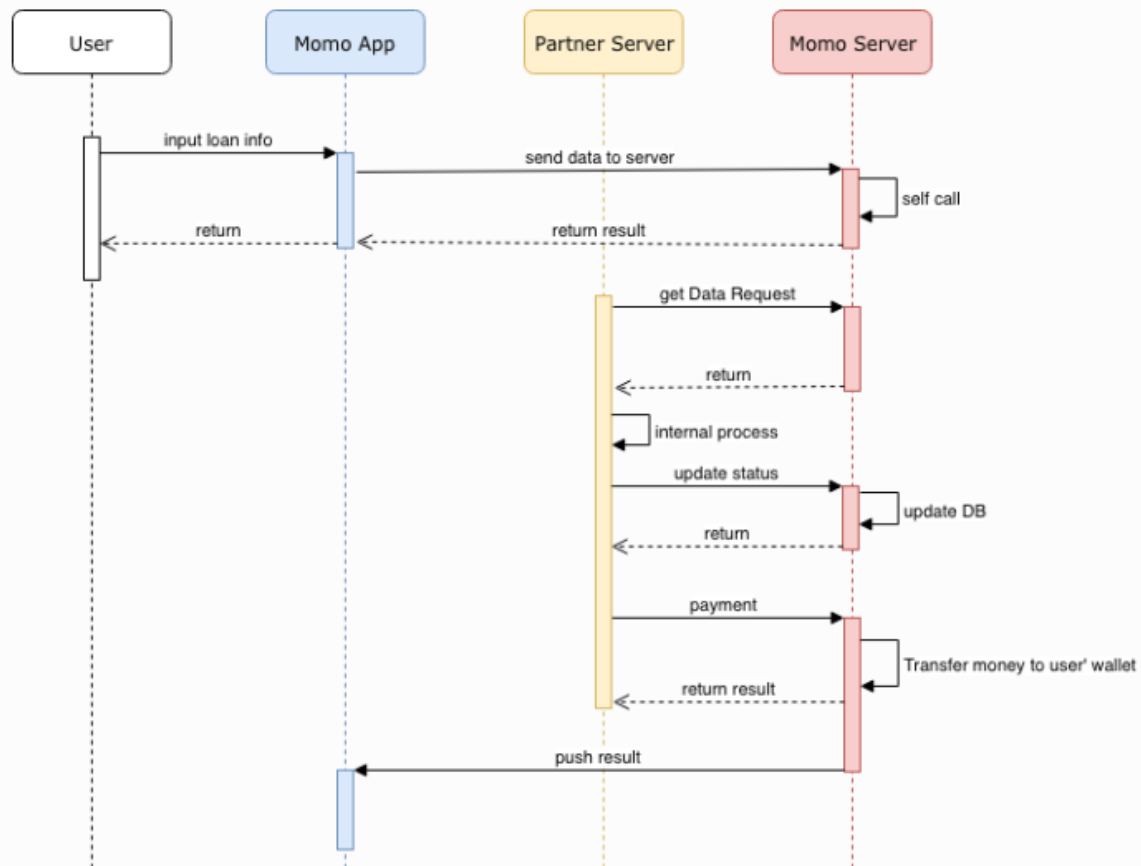 User
Momo App
Partner Server
Momo Server
input loan info
send data to server
self call
return
return result
get Data Request
return
internal process
update status
update DB
return
payment
Transfer money to user' wallet
return result
push result